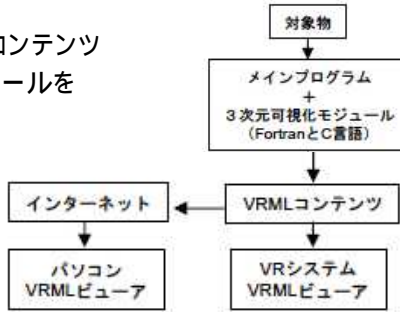 コンテンツ
ールを
対象物
メインプログラム
＋
３次元可視化モジュール
（FortranとC言語）
インターネット
VRMLコンテンツ
パソコン
VRMLビューア
VRシステム
VRMLビューア